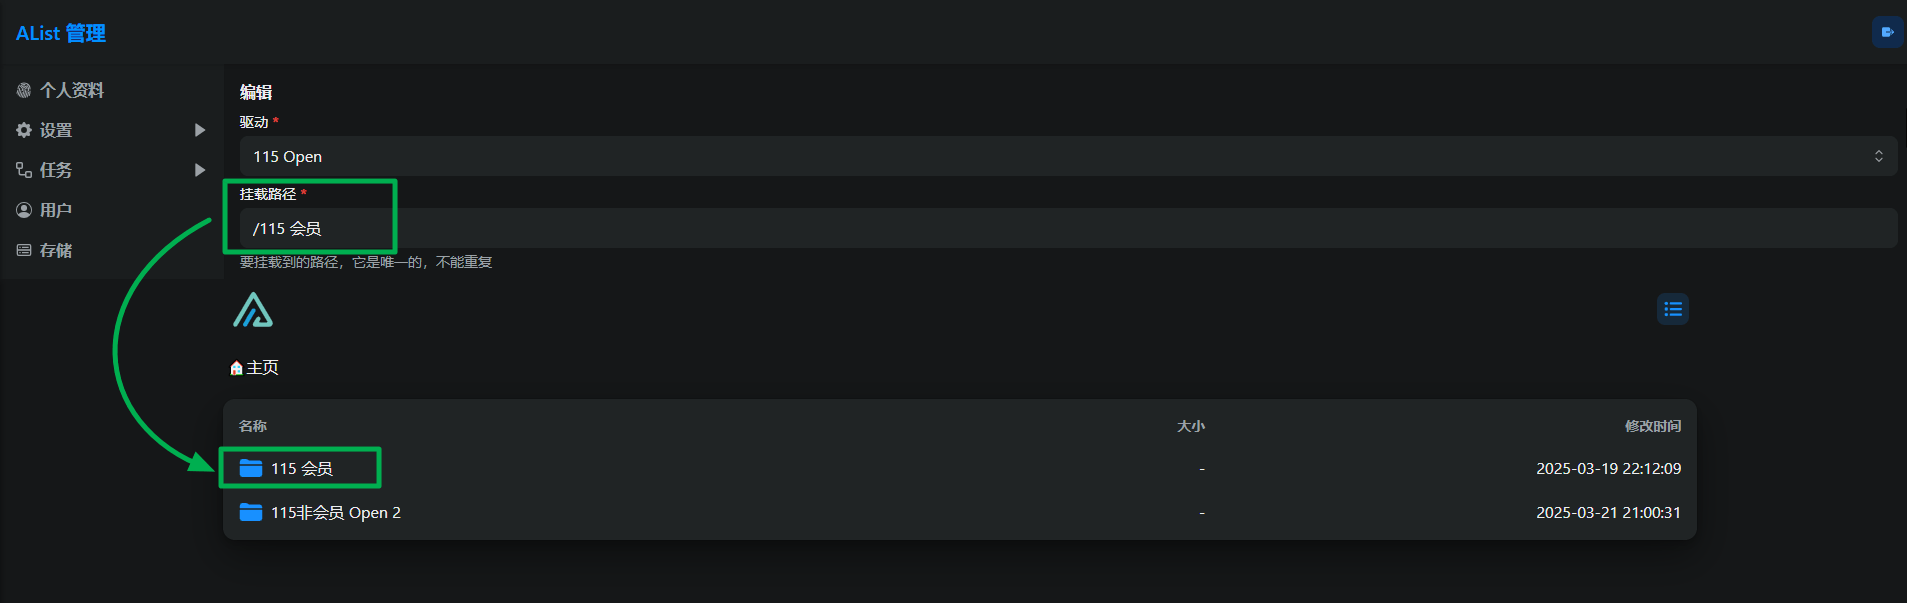 AList 管理
个人资料
设置
任务
用户
存储
编辑
驱动 *
115 Open
挂载路径 *
/115 会员
要挂载到的路径，它是唯一的，不能重复
主页
名称 大小 修改时间
115 会员 - 2025-03-19 22:12:09
115非会员 Open 2 - 2025-03-21 21:00:31